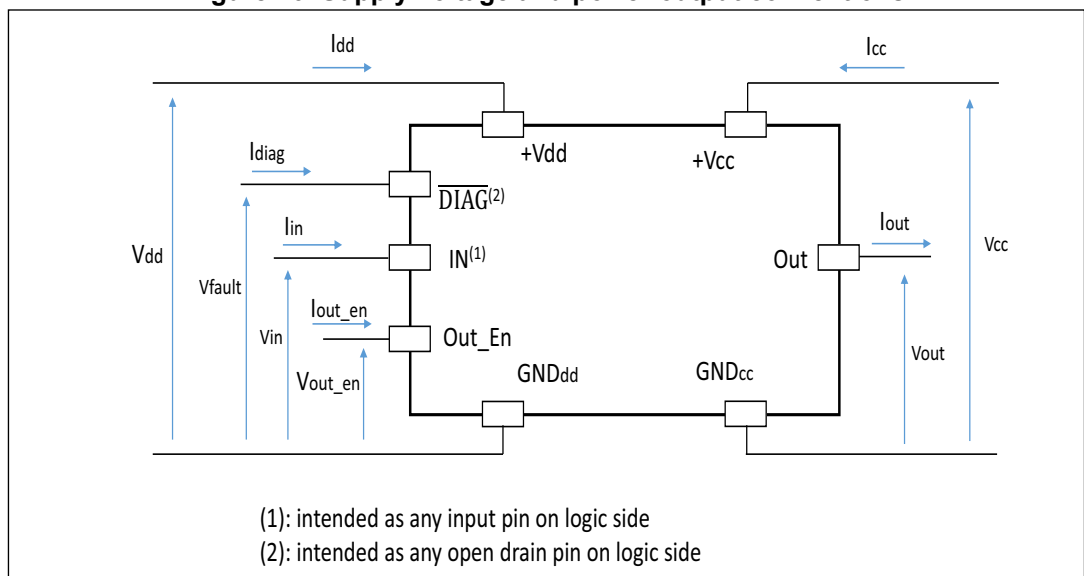 Idd
Icc
+Vdd
+Vcc
Idiag
DIAG(2)
Iin
IN(1)
Iout
Out
Vdd
Vcc
Vfault
Vin
Iout_en
Out_En
Vout_en
Vout
GNDdd
GNDcc
(1): intended as any input pin on logic side
(2): intended as any open drain pin on logic side